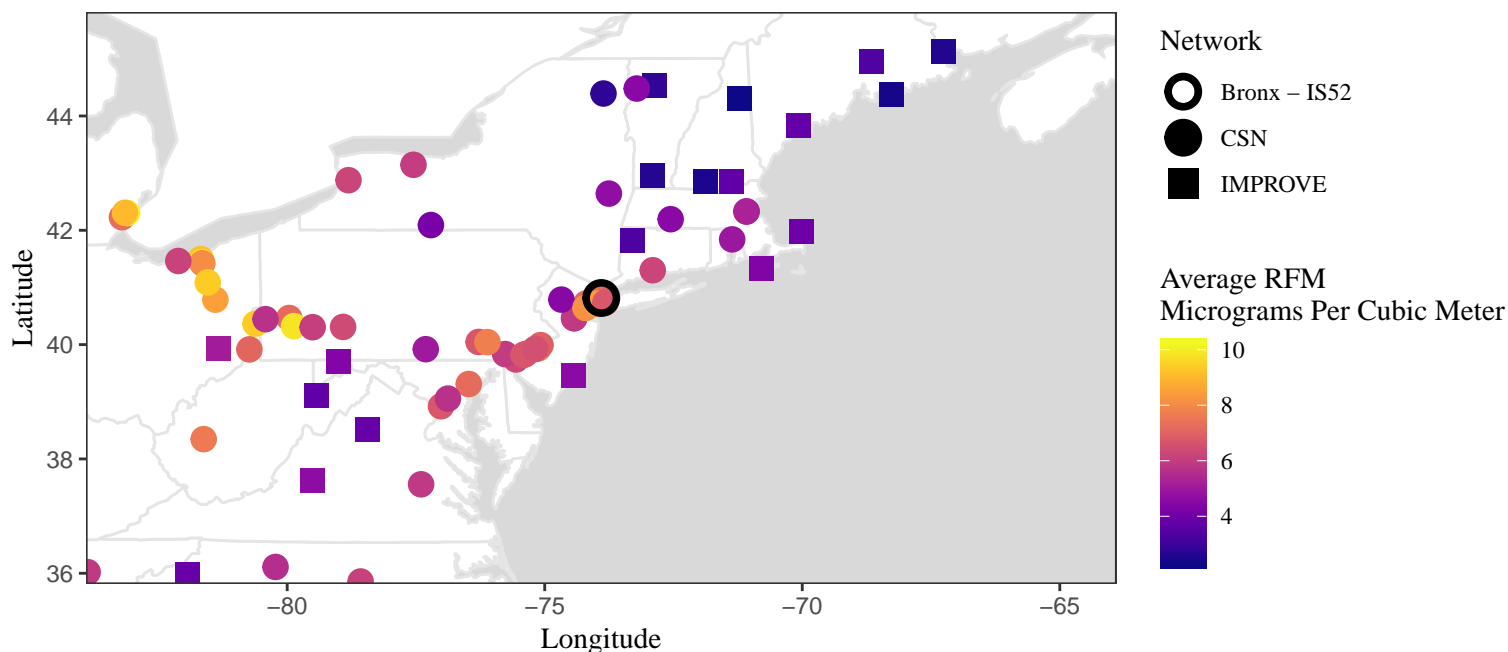 44
42
40
38
36
Latitude
−80
−75
−70
−65
Longitude
Network
Bronx − IS52
CSN
IMPROVE
Average RFM
Micrograms Per Cubic Meter
10
8
6
4